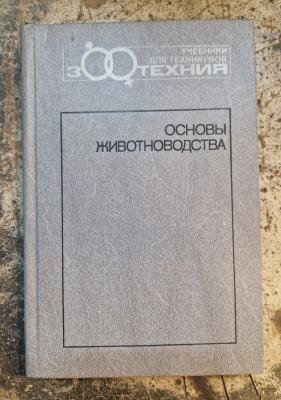 УЧЕБНИКИ
ДЛЯ ТЕХНИКУМОВ
ЗООТЕХНИЯ
ОСНОВЫ
ЖИВОТНОВОДСТВА